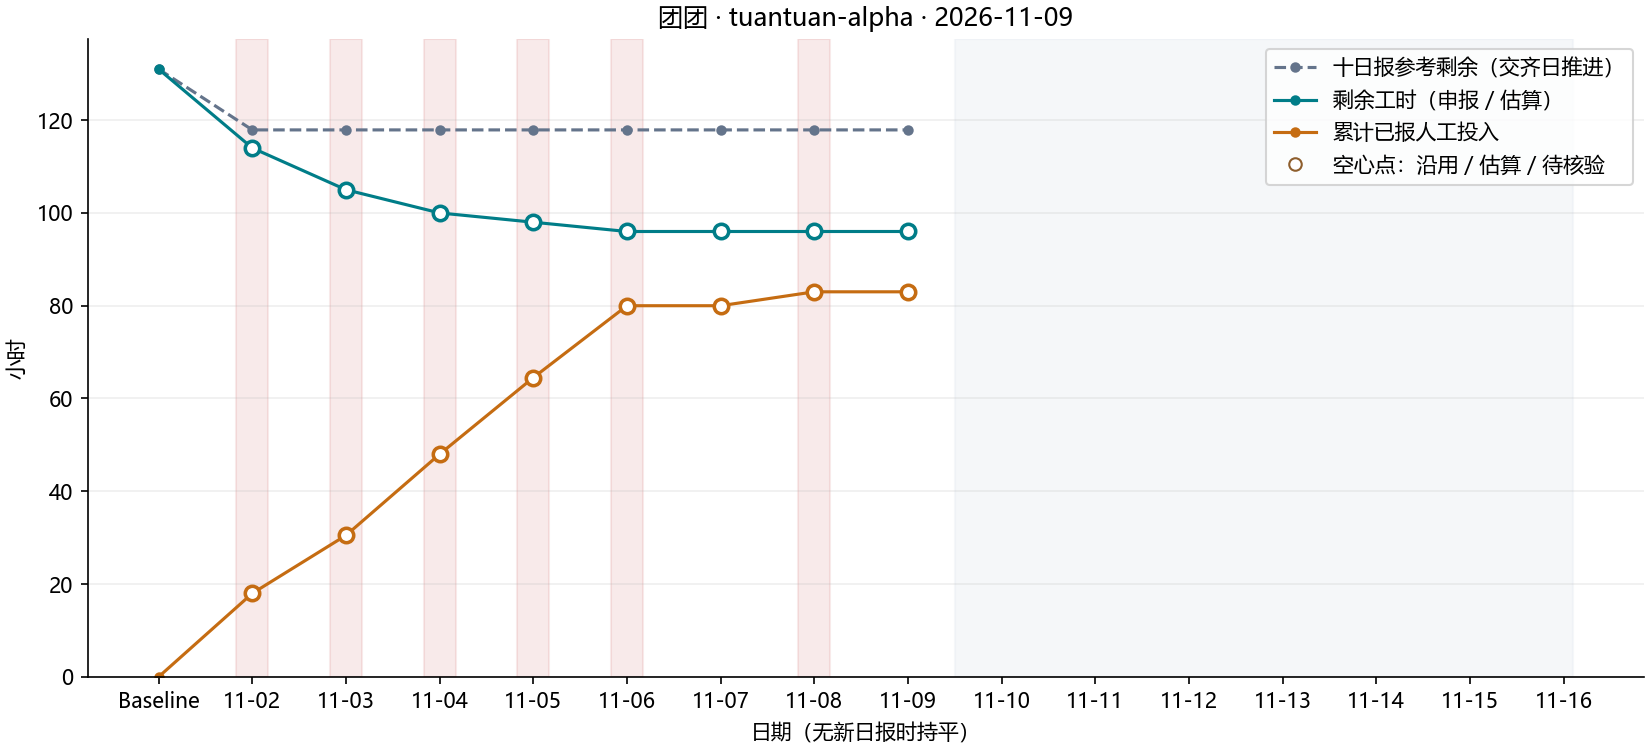 团团 · tuantuan-alpha · 2026-11-09
十日报参考剩余（交齐日推进）
剩余工时（申报 / 估算）
累计已报人工投入
空心点：沿用 / 估算 / 待核验
小时
120
100
80
60
40
20
0
Baseline 11-02 11-03 11-04 11-05 11-06 11-07 11-08 11-09 11-10 11-11 11-12 11-13 11-14 11-15 11-16
日期（无新日报时持平）